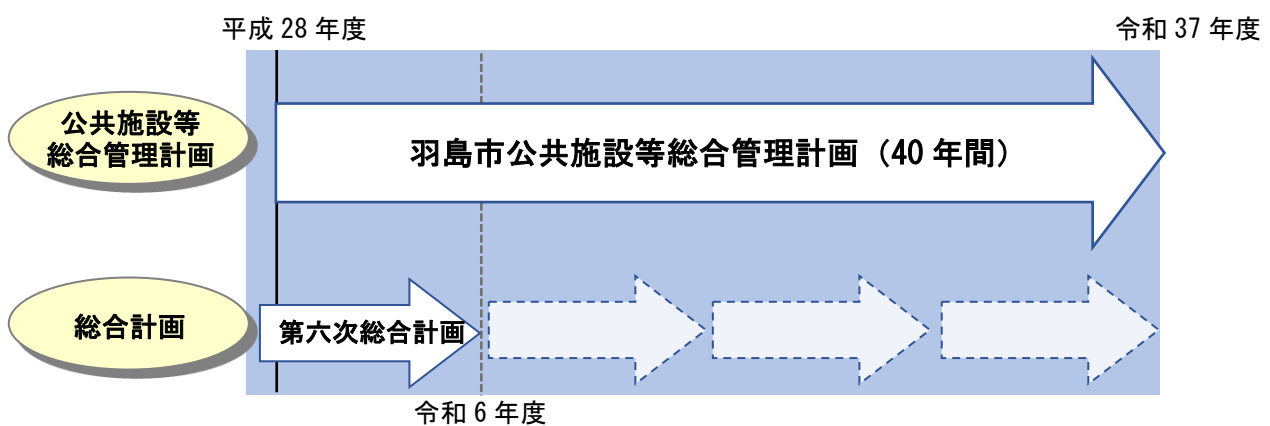 平成 28 年度
令和 37 年度
公共施設等
総合管理計画
羽島市公共施設等総合管理計画（40 年間）
総合計画
第六次総合計画
令和 6 年度